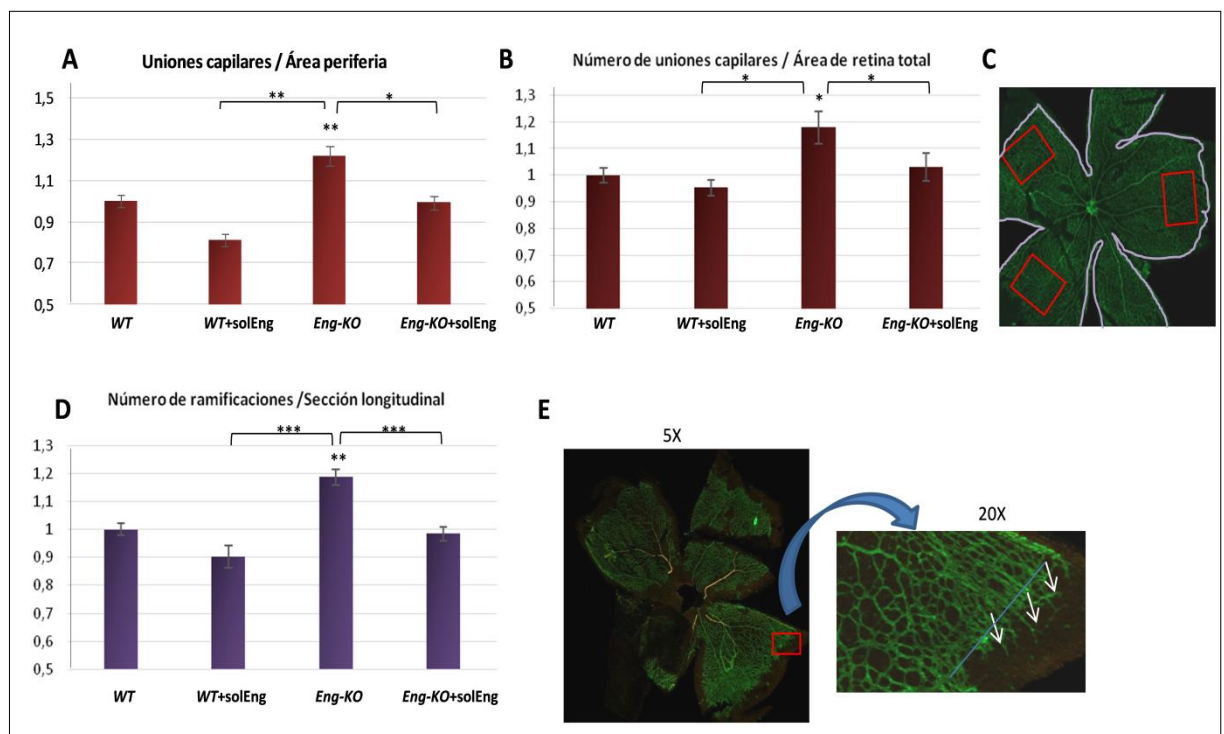 A
Uniones capilares / Área periferia
1,5
1,3
1,1
0,9
0,7
0,5
**
*
**
WT
WT+solEng
Eng-KO
Eng-KO+solEng
B
Número de uniones capilares / Área de retina total
1,3
1,2
1,1
1
0,9
0,8
0,7
0,6
0,5
*
*
*
WT
WT+solEng
Eng-KO
Eng-KO+solEng
C
D
Número de ramificaciones /Sección longitudinal
1,3
1,2
1,1
1
0,9
0,8
0,7
0,6
0,5
***
***
**
WT
WT+solEng
Eng-KO
Eng-KO+solEng
E
5X
20X